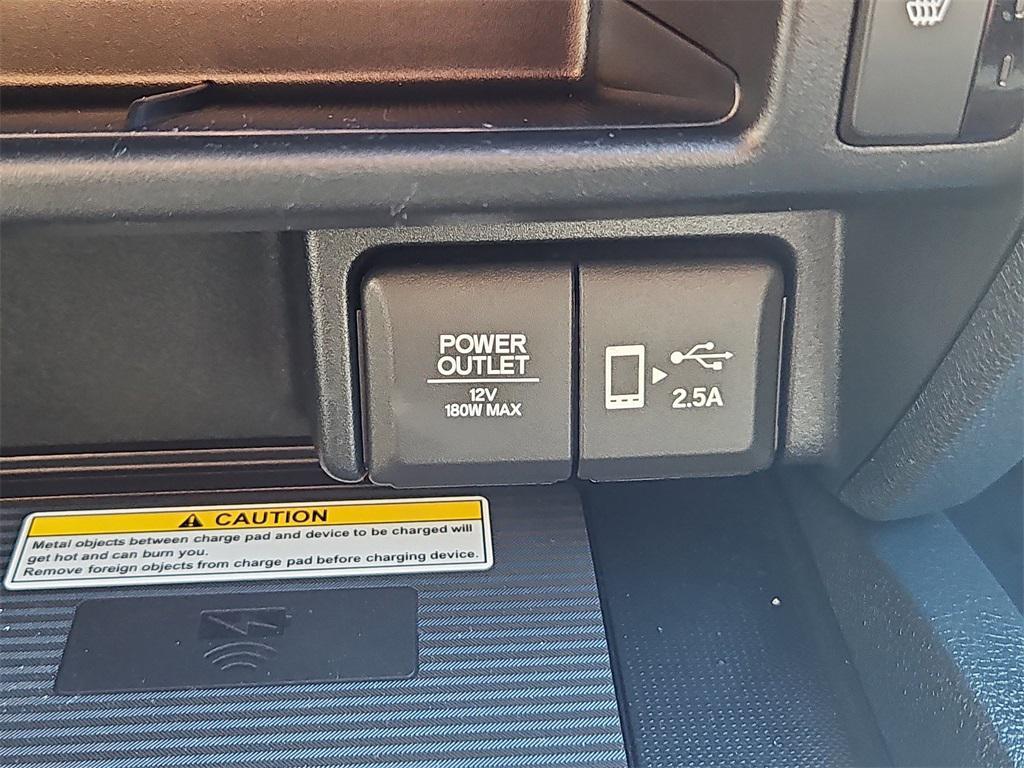 POWER
OUTLET
12V
180W MAX
2.5A
CAUTION
Metal objects between charge pad and device to be charged will
get hot and can burn you.
Remove foreign objects from charge pad before charging device.